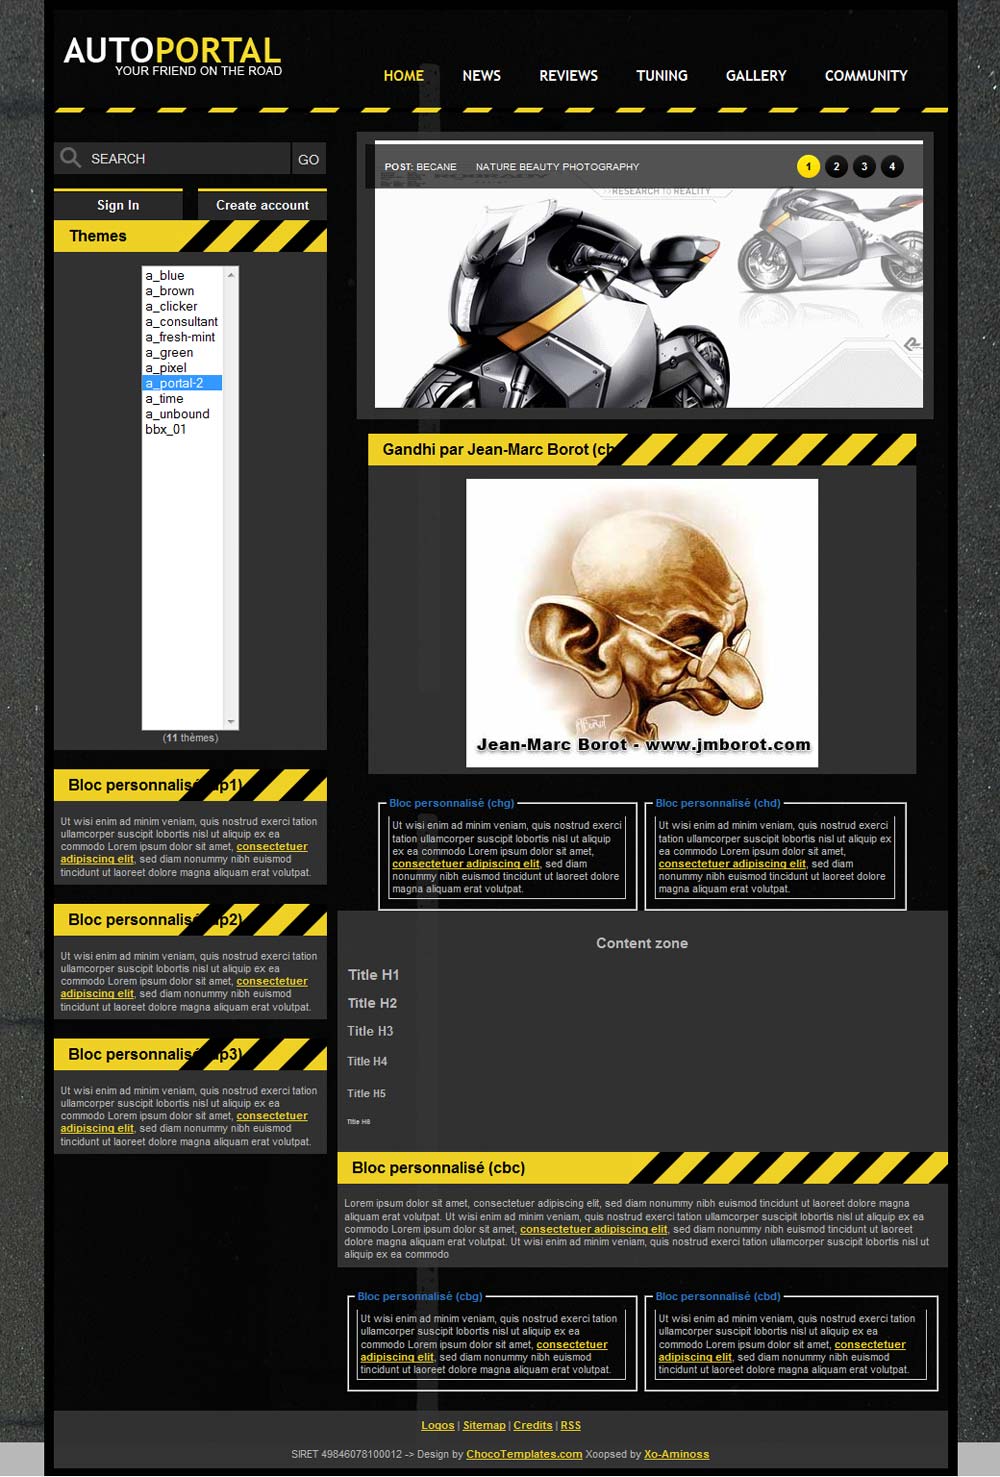 AUTOPORTAL
YOUR FRIEND ON THE ROAD
HOME NEWS REVIEWS TUNING GALLERY COMMUNITY
SEARCH GO
Sign In Create account
Themes
a_blue
a_brown
a_clicker
a_consultant
a_fresh-mint
a_green
a_pixel
a_portal-2
a_time
a_unbound
bbx_01
(11 thèmes)
Bloc personnalisé (lp1)
Ut wisi enim ad minim veniam, quis nostrud exerci tation
ullamcorper suscipit lobortis nisl ut aliquip ex ea
commodo Lorem ipsum dolor sit amet, consectetuer
adipiscing elit, sed diam nonummy nibh euismod
tincidunt ut laoreet dolore magna aliquam erat volutpat.
Bloc personnalisé (lp2)
Ut wisi enim ad minim veniam, quis nostrud exerci tation
ullamcorper suscipit lobortis nisl ut aliquip ex ea
commodo Lorem ipsum dolor sit amet, consectetuer
adipiscing elit, sed diam nonummy nibh euismod
tincidunt ut laoreet dolore magna aliquam erat volutpat.
Bloc personnalisé (lp3)
Ut wisi enim ad minim veniam, quis nostrud exerci tation
ullamcorper suscipit lobortis nisl ut aliquip ex ea
commodo Lorem ipsum dolor sit amet, consectetuer
adipiscing elit, sed diam nonummy nibh euismod
tincidunt ut laoreet dolore magna aliquam erat volutpat.
POST: BECANE NATURE BEAUTY PHOTOGRAPHY 1 2 3 4
>>RESEARCH TO REALITY
Gandhi par Jean-Marc Borot (ch
JMBorot
Jean-Marc Borot - www.jmborot.com
Bloc personnalisé (chg)
Ut wisi enim ad minim veniam, quis nostrud exerci
tation ullamcorper suscipit lobortis nisl ut aliquip
ex ea commodo Lorem ipsum dolor sit amet,
consectetuer adipiscing elit, sed diam
nonummy nibh euismod tincidunt ut laoreet dolore
magna aliquam erat volutpat.
Bloc personnalisé (chd)
Ut wisi enim ad minim veniam, quis nostrud exerci
tation ullamcorper suscipit lobortis nisl ut aliquip ex
ea commodo Lorem ipsum dolor sit amet,
consectetuer adipiscing elit, sed diam
nonummy nibh euismod tincidunt ut laoreet dolore
magna aliquam erat volutpat.
Content zone
Title H1
Title H2
Title H3
Title H4
Title H5
Title H6
Bloc personnalisé (cbc)
Lorem ipsum dolor sit amet, consectetuer adipiscing elit, sed diam nonummy nibh euismod tincidunt ut laoreet dolore magna
aliquam erat volutpat. Ut wisi enim ad minim veniam, quis nostrud exerci tation ullamcorper suscipit lobortis nisl ut aliquip ex ea
commodo Lorem ipsum dolor sit amet, consectetuer adipiscing elit, sed diam nonummy nibh euismod tincidunt ut laoreet
dolore magna aliquam erat volutpat. Ut wisi enim ad minim veniam, quis nostrud exerci tation ullamcorper suscipit lobortis nisl ut
aliquip ex ea commodo
Bloc personnalisé (cbg)
Ut wisi enim ad minim veniam, quis nostrud exerci tation
ullamcorper suscipit lobortis nisl ut aliquip ex ea
commodo Lorem ipsum dolor sit amet, consectetuer
adipiscing elit, sed diam nonummy nibh euismod
tincidunt ut laoreet dolore magna aliquam erat volutpat.
Bloc personnalisé (cbd)
Ut wisi enim ad minim veniam, quis nostrud exerci tation
ullamcorper suscipit lobortis nisl ut aliquip ex ea
commodo Lorem ipsum dolor sit amet, consectetuer
adipiscing elit, sed diam nonummy nibh euismod
tincidunt ut laoreet dolore magna aliquam erat volutpat.
Logos | Sitemap | Credits | RSS
SIRET 49846078100012 -> Design by ChocoTemplates.com Xoopsed by Xo-Aminoss